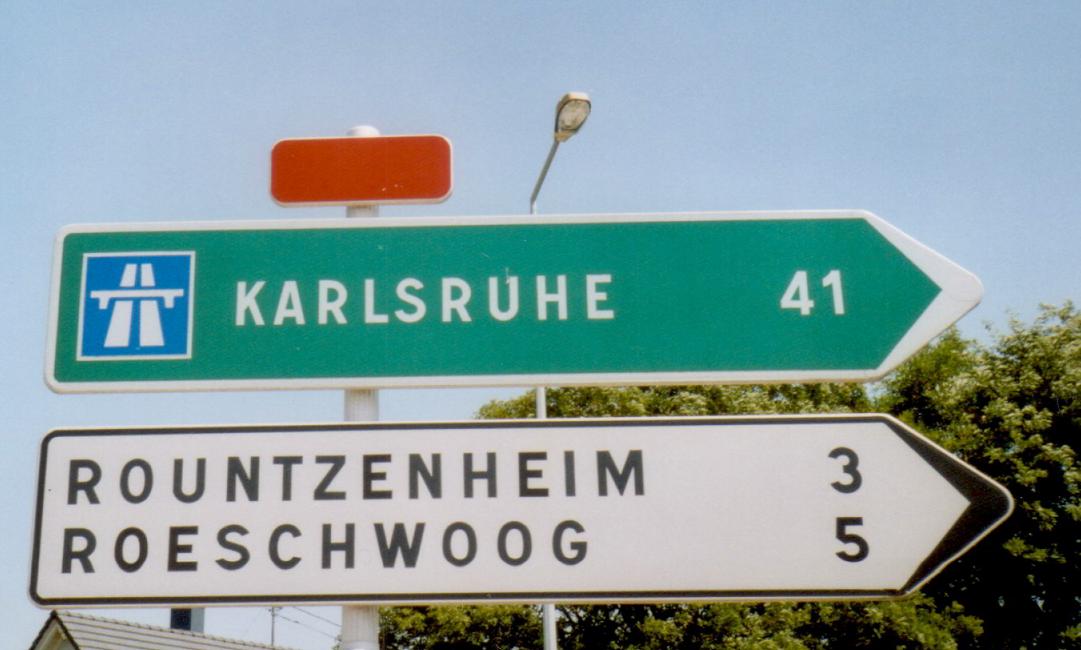 KARLSRUHE 41
ROUNTZENHEIM 3
ROESCHWOOG 5